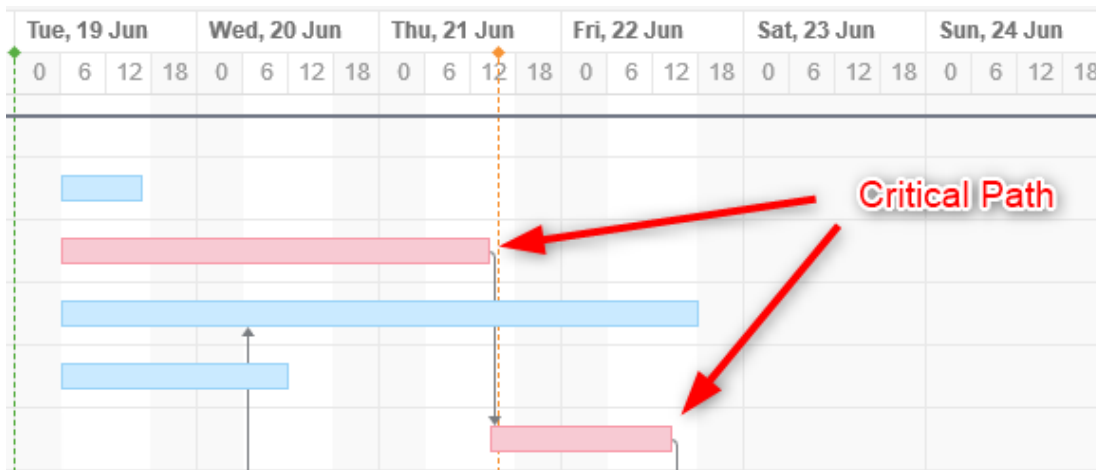 Tue, 19 Jun Wed, 20 Jun Thu, 21 Jun Fri, 22 Jun Sat, 23 Jun Sun, 24 Jun
0 6 12 18 0 6 12 18 0 6 12 18 0 6 12 18 0 6 12 18 0 6 12 18
Critical Path